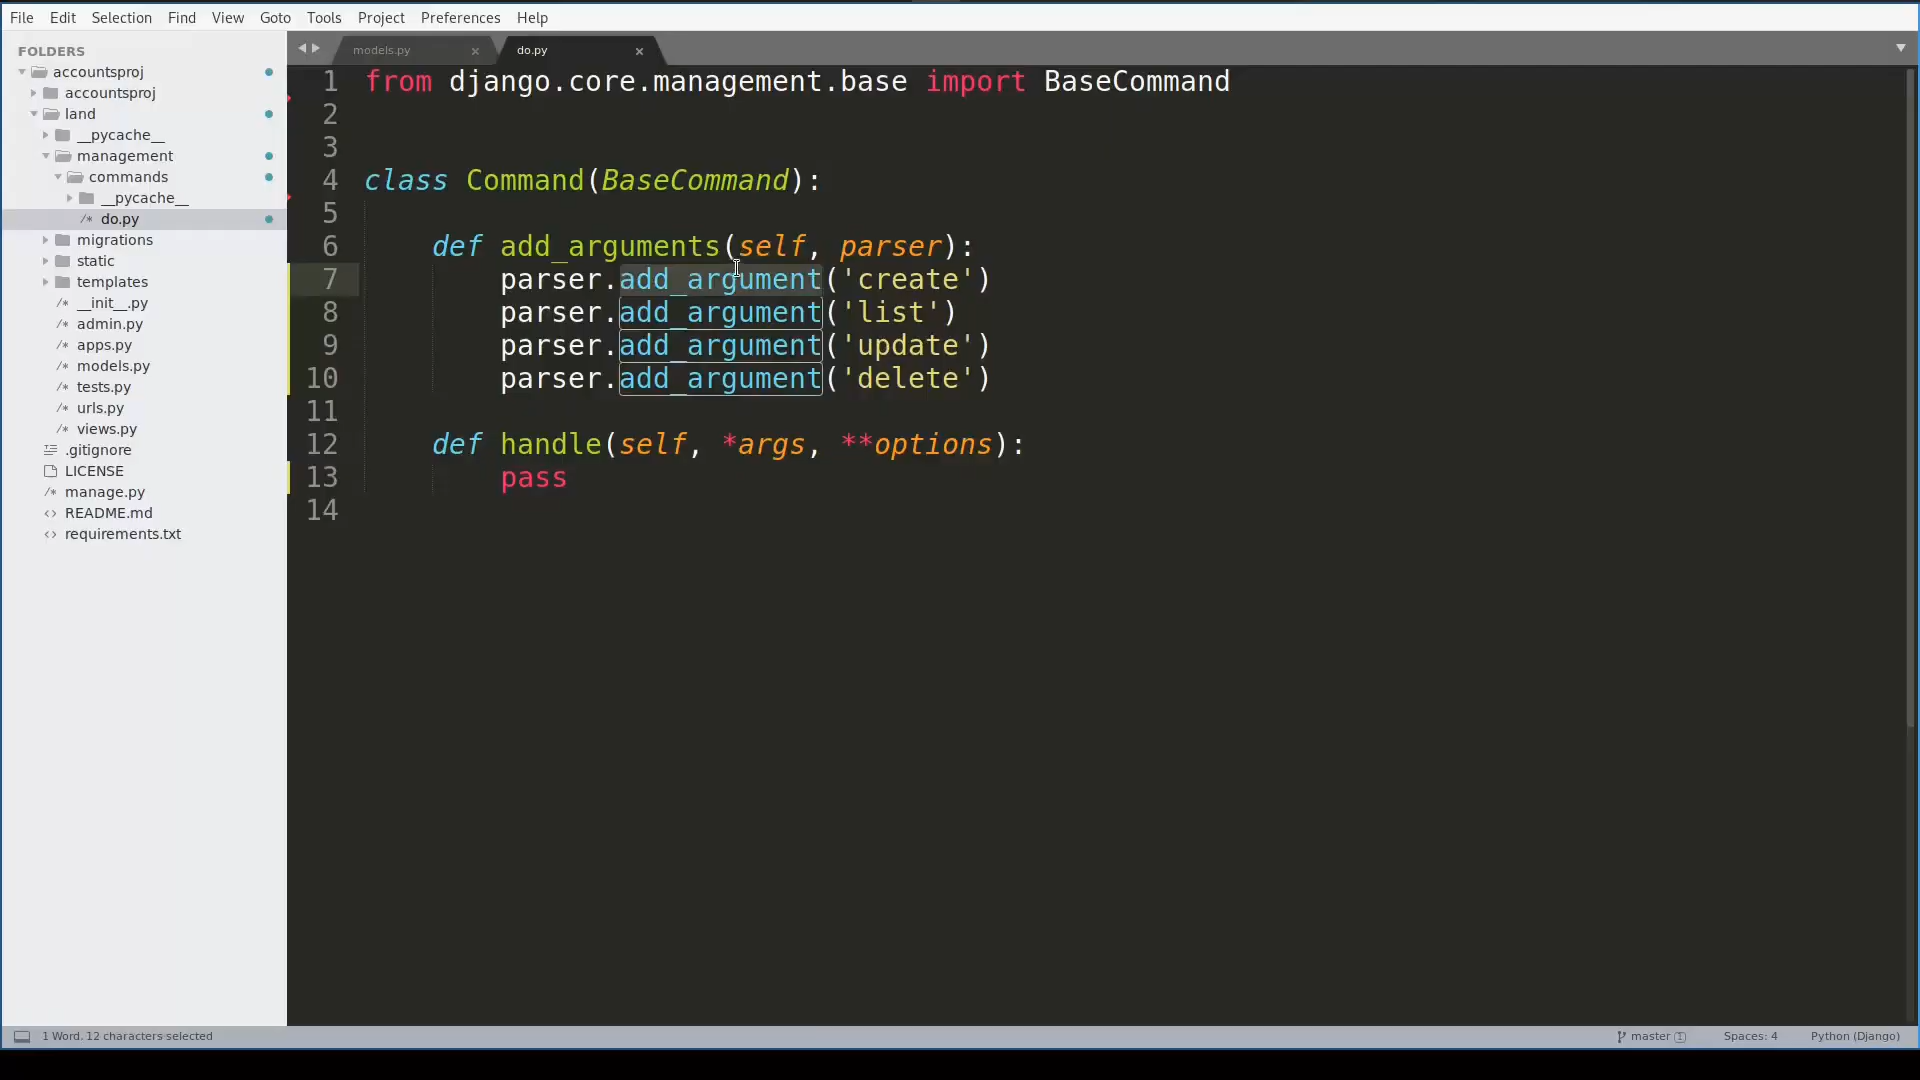 File Edit Selection Find View Goto Tools Project Preferences Help
FOLDERS
accountsproj
accountsproj
land
__pycache__
management
commands
__pycache__
/* do.py
migrations
static
templates
/* __init__.py
/* admin.py
/* apps.py
/* models.py
/* tests.py
/* urls.py
/* views.py
.gitignore
LICENSE
/* manage.py
<> README.md
<> requirements.txt
models.py × do.py ×
1 from django.core.management.base import BaseCommand
2
3
4 class Command(BaseCommand):
5
6     def add_arguments(self, parser):
7         parser.add_argument('create')
8         parser.add_argument('list')
9         parser.add_argument('update')
10         parser.add_argument('delete')
11
12     def handle(self, *args, **options):
13         pass
14
1 Word, 12 characters selected master 1 Spaces: 4 Python (Django)